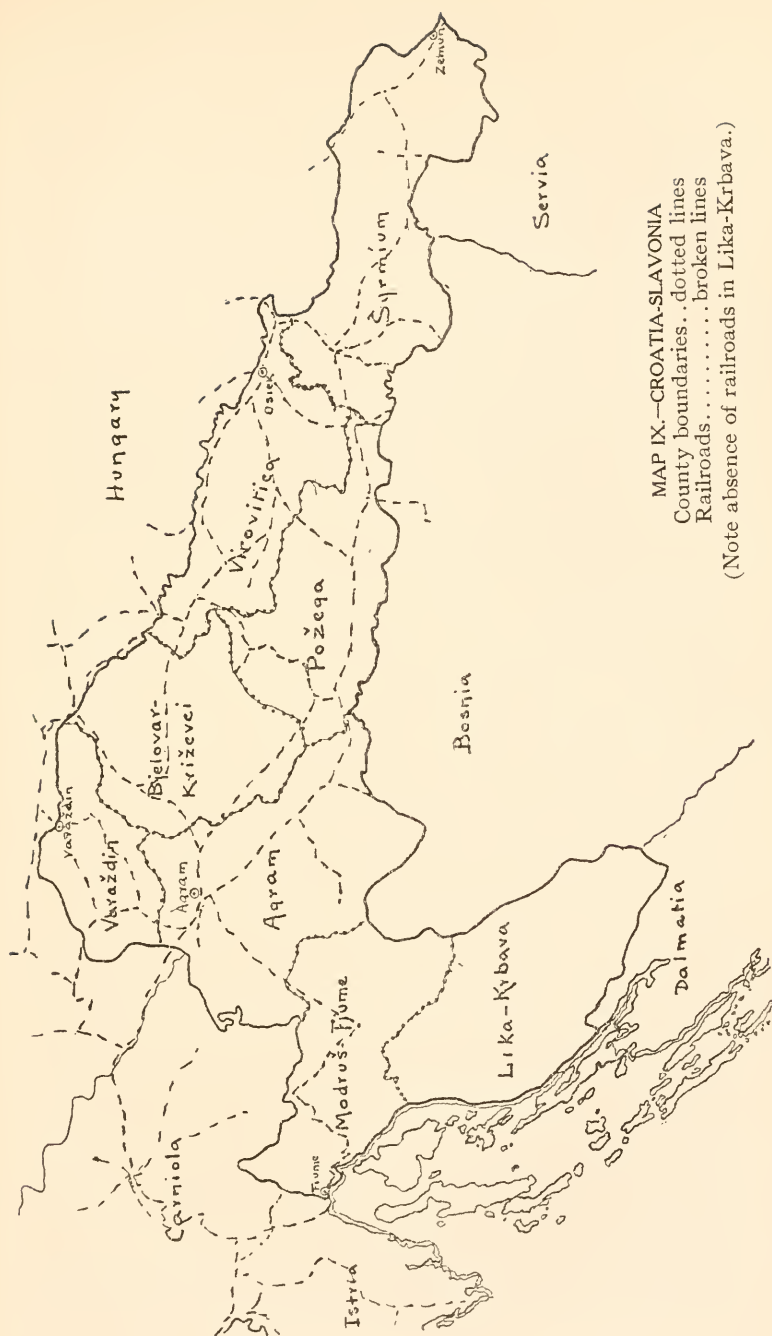 Hungary
Carniola
Varaždin
Varaždin
Bjelovar-
Križevci
Agram
Agram
Virovitica
Osiek
Istria
Fiume
Modruš-Fiume
Požega
Syrmium
Zemun
Lika-Krbava
Bosnia
Servia
Dalmatia
MAP IX.—CROATIA-SLAVONIA
County boundaries..dotted lines
Railroads..........broken lines
(Note absence of railroads in Lika-Krbava.)